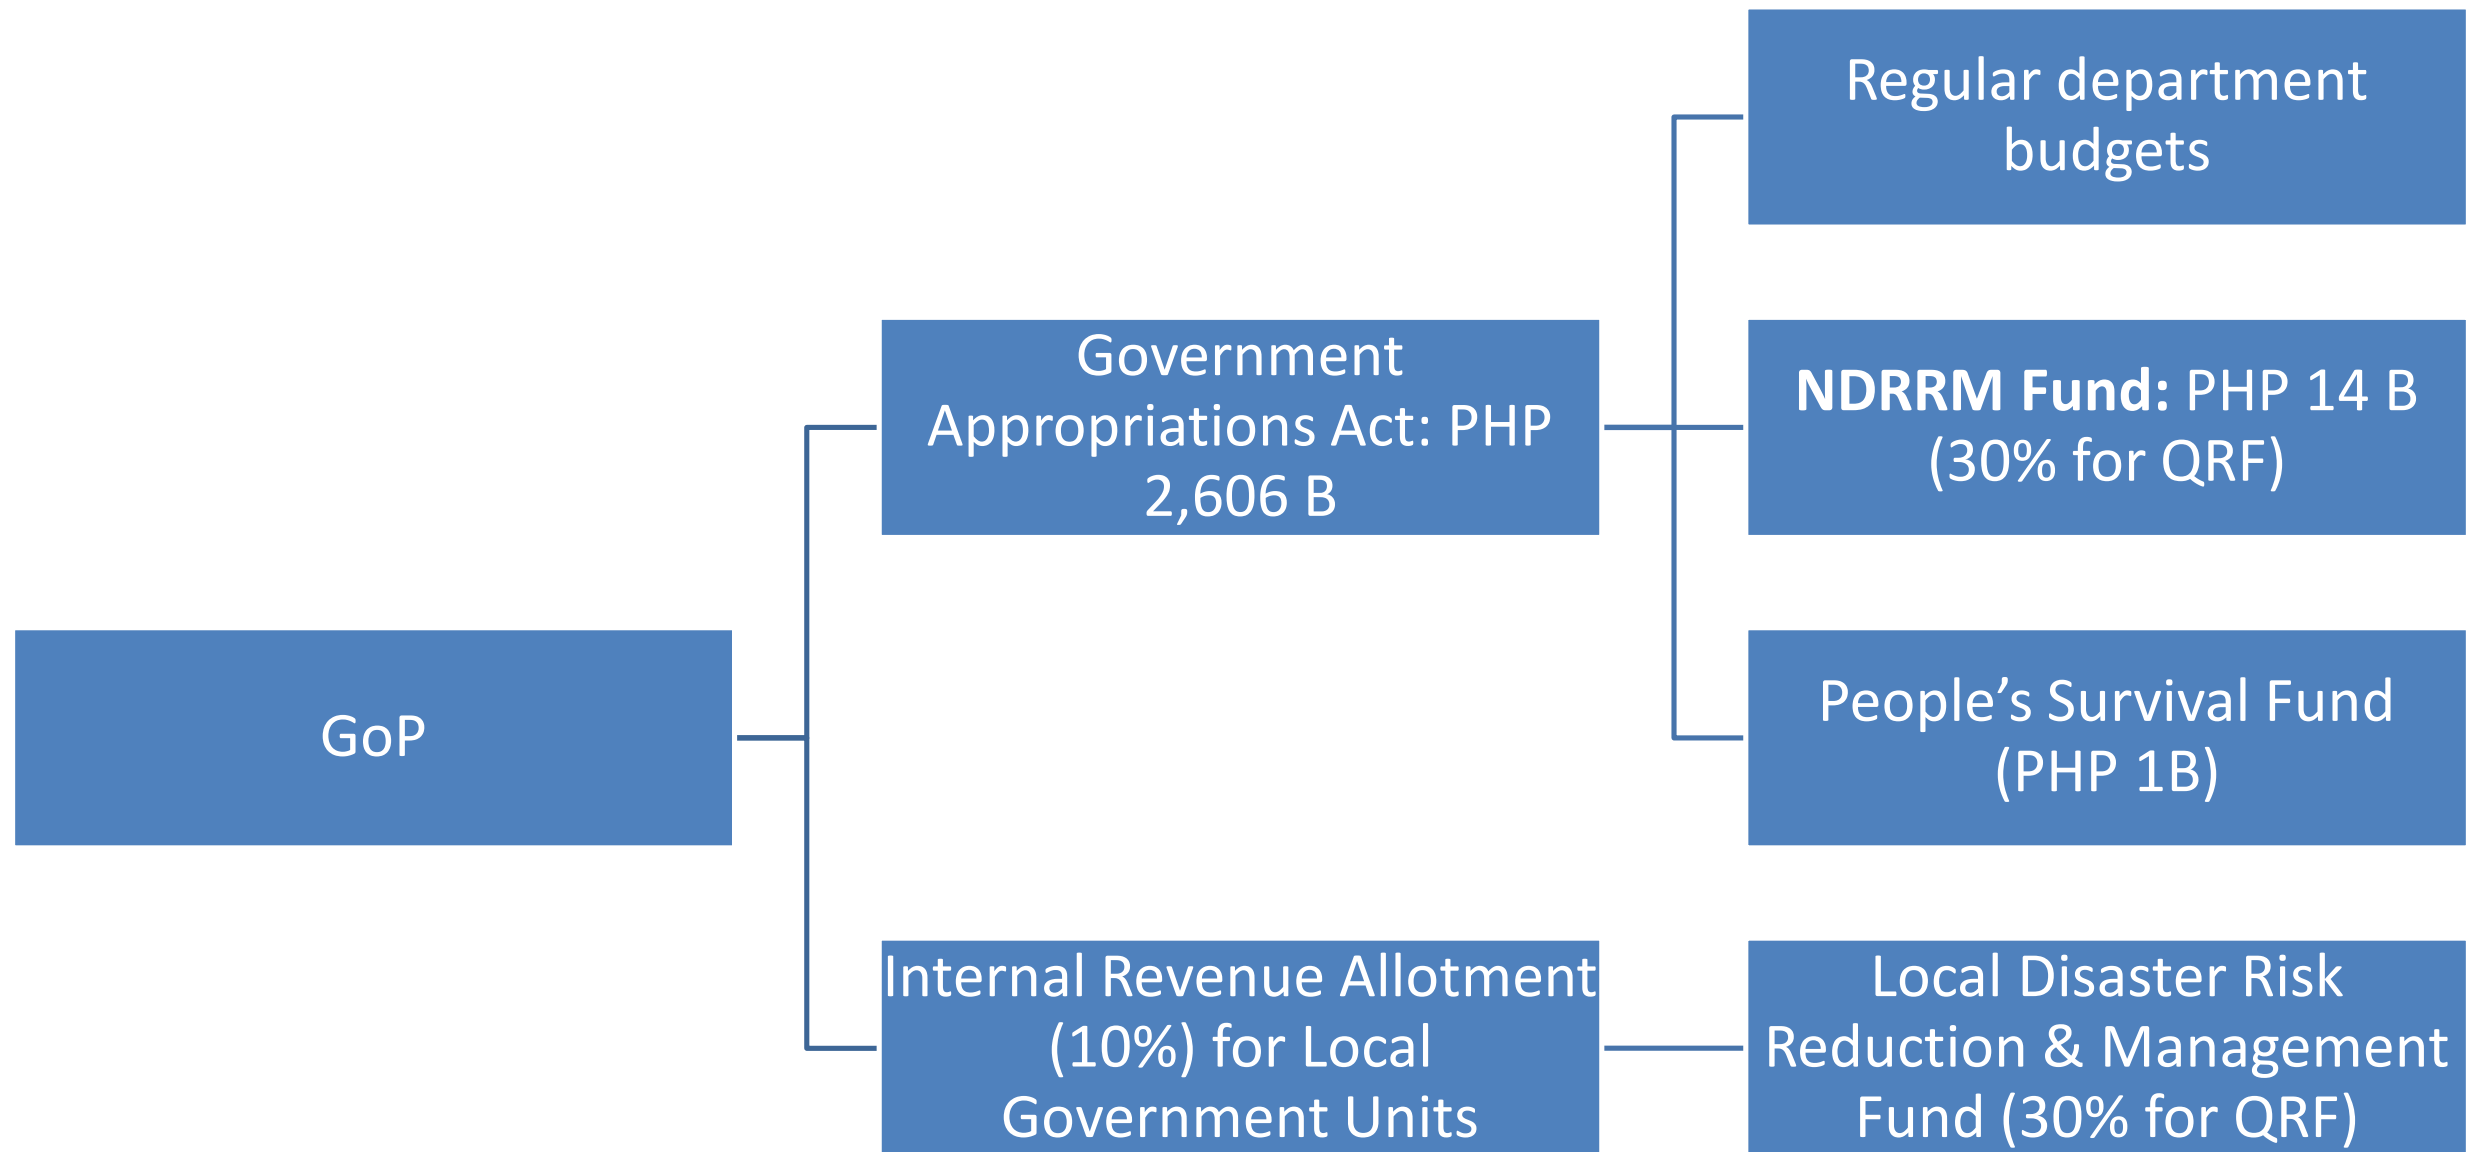 GoP
Government
Appropriations Act: PHP
2,606 B
Regular department
budgets
NDRRM Fund: PHP 14 B
(30% for QRF)
People’s Survival Fund
(PHP 1B)
Internal Revenue Allotment
(10%) for Local
Government Units
Local Disaster Risk
Reduction & Management
Fund (30% for QRF)